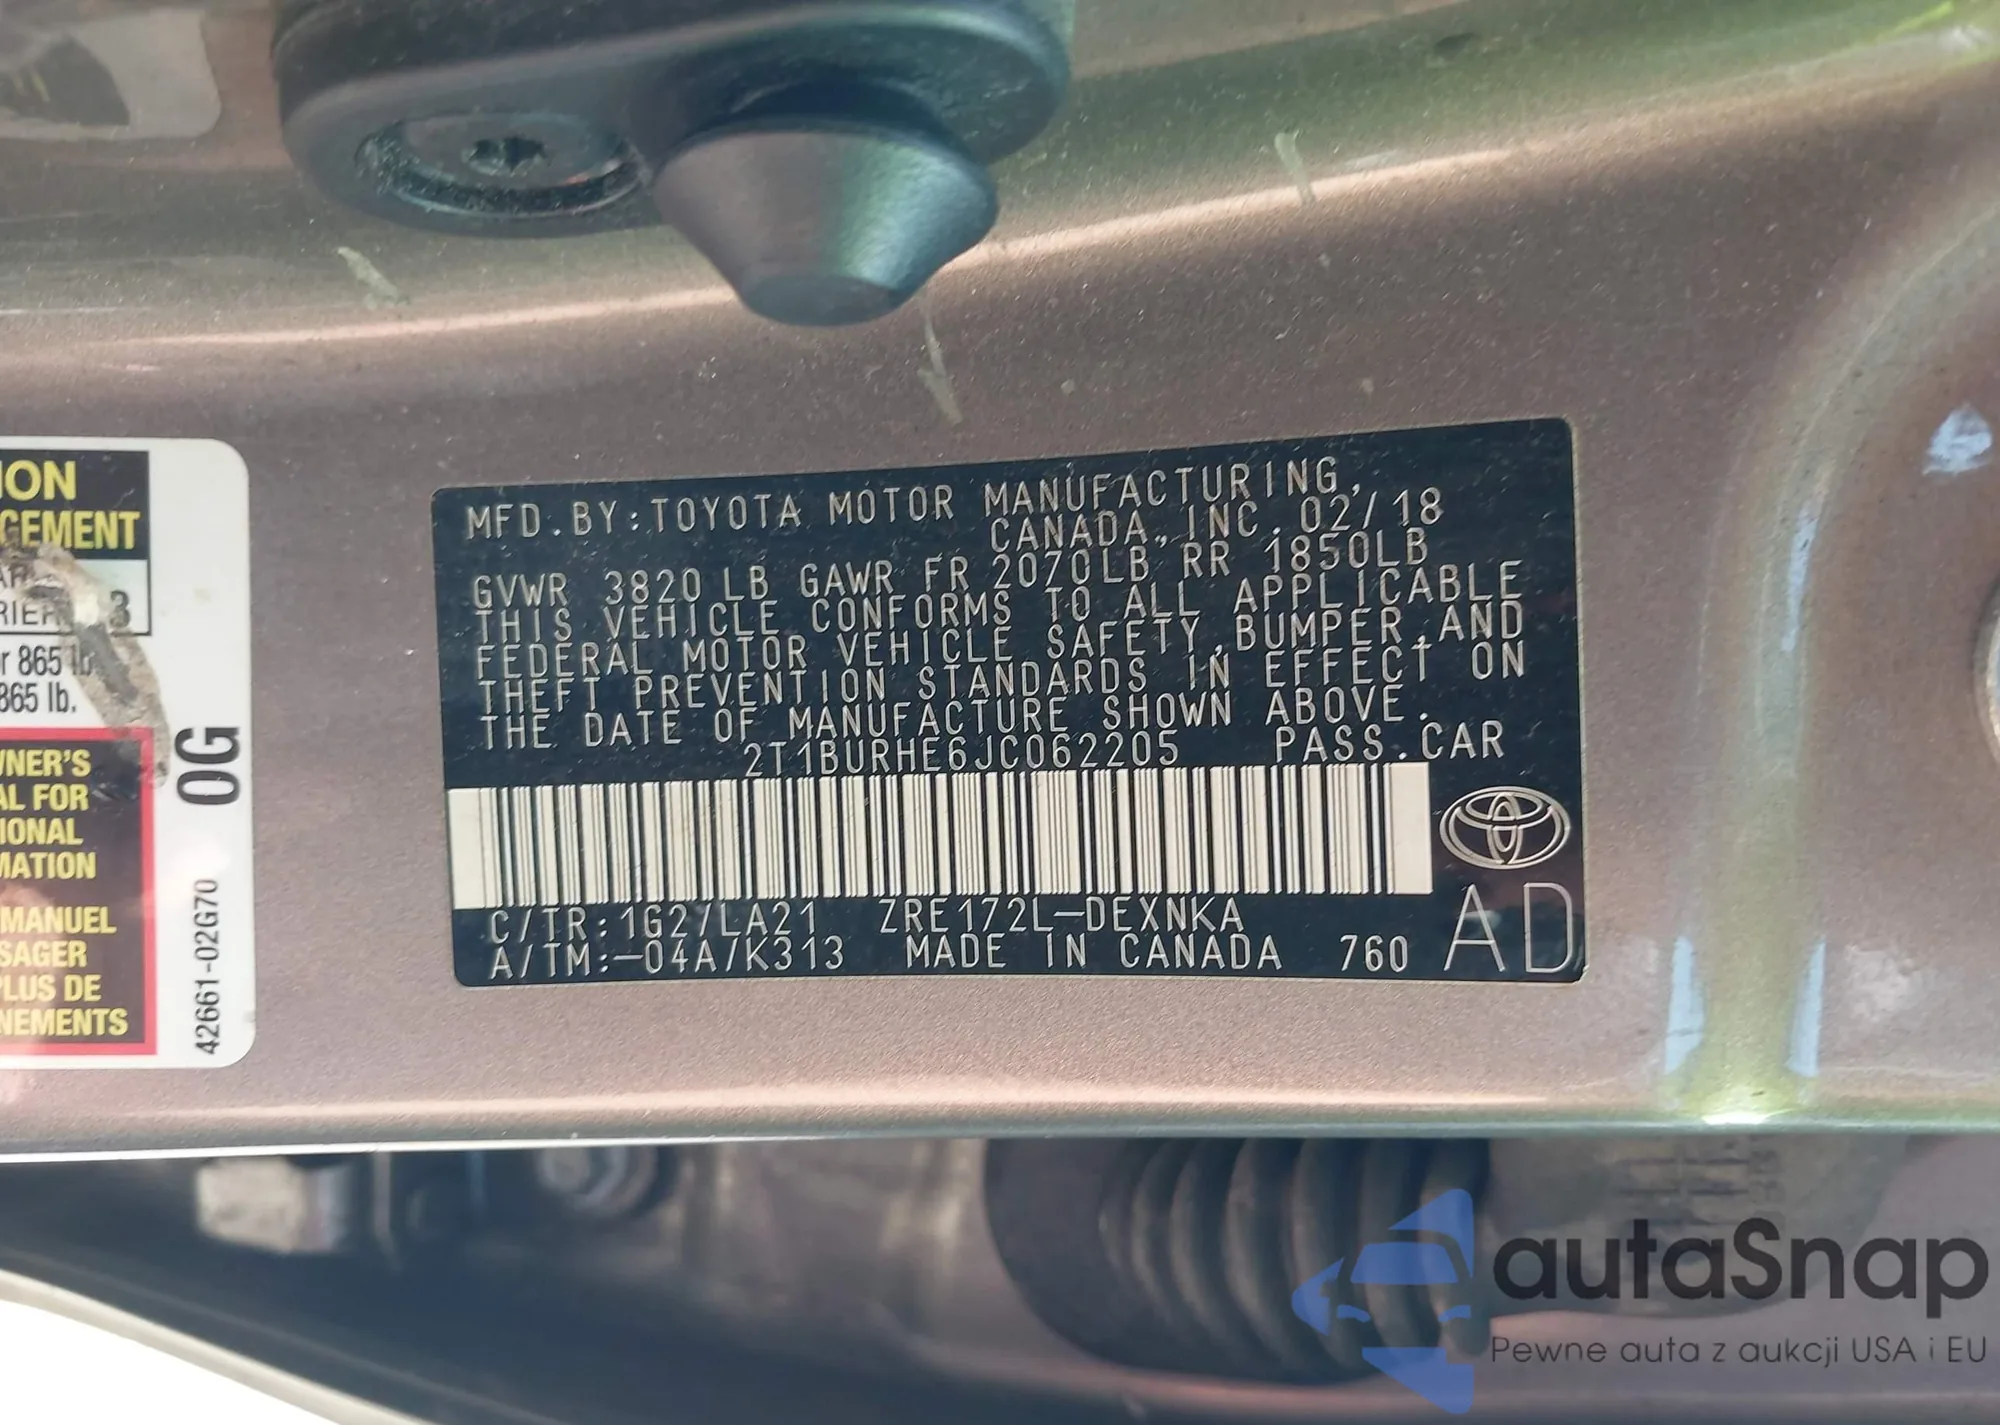 MFD.BY:TOYOTA MOTOR MANUFACTURING,
CANADA, INC. 02/18
GVWR 3820 LB GAWR FR 2070LB RR 1850LB
THIS VEHICLE CONFORMS TO ALL APPLICABLE
FEDERAL MOTOR VEHICLE SAFETY,BUMPER,AND
THEFT PREVENTION STANDARDS IN EFFECT ON
THE DATE OF MANUFACTURE SHOWN ABOVE.
2T1BURHE6JC062205 PASS.CAR
C/TR:1G2/LA21 ZRE172L-DEXNKA
A/TM:-04A/K313 MADE IN CANADA 760 AD
ION
GEMENT
r 865 lb.
865 lb.
NER'S
AL FOR
IONAL
MATION
MANUEL
SAGER
PLUS DE
NEMENTS
0G
42661-02G70
autaSnap
Pewne auta z aukcji USA i EU